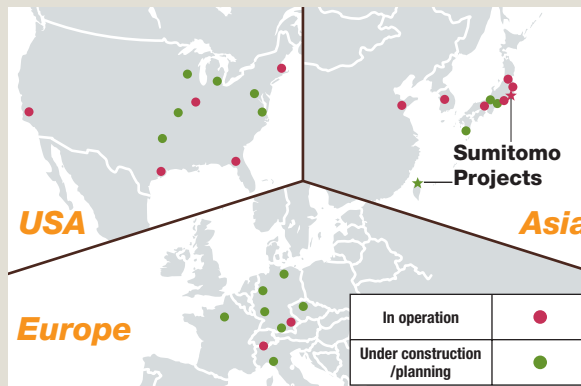 Sumitomo
Projects
USA
Asia
Europe
In operation
Under construction
/planning